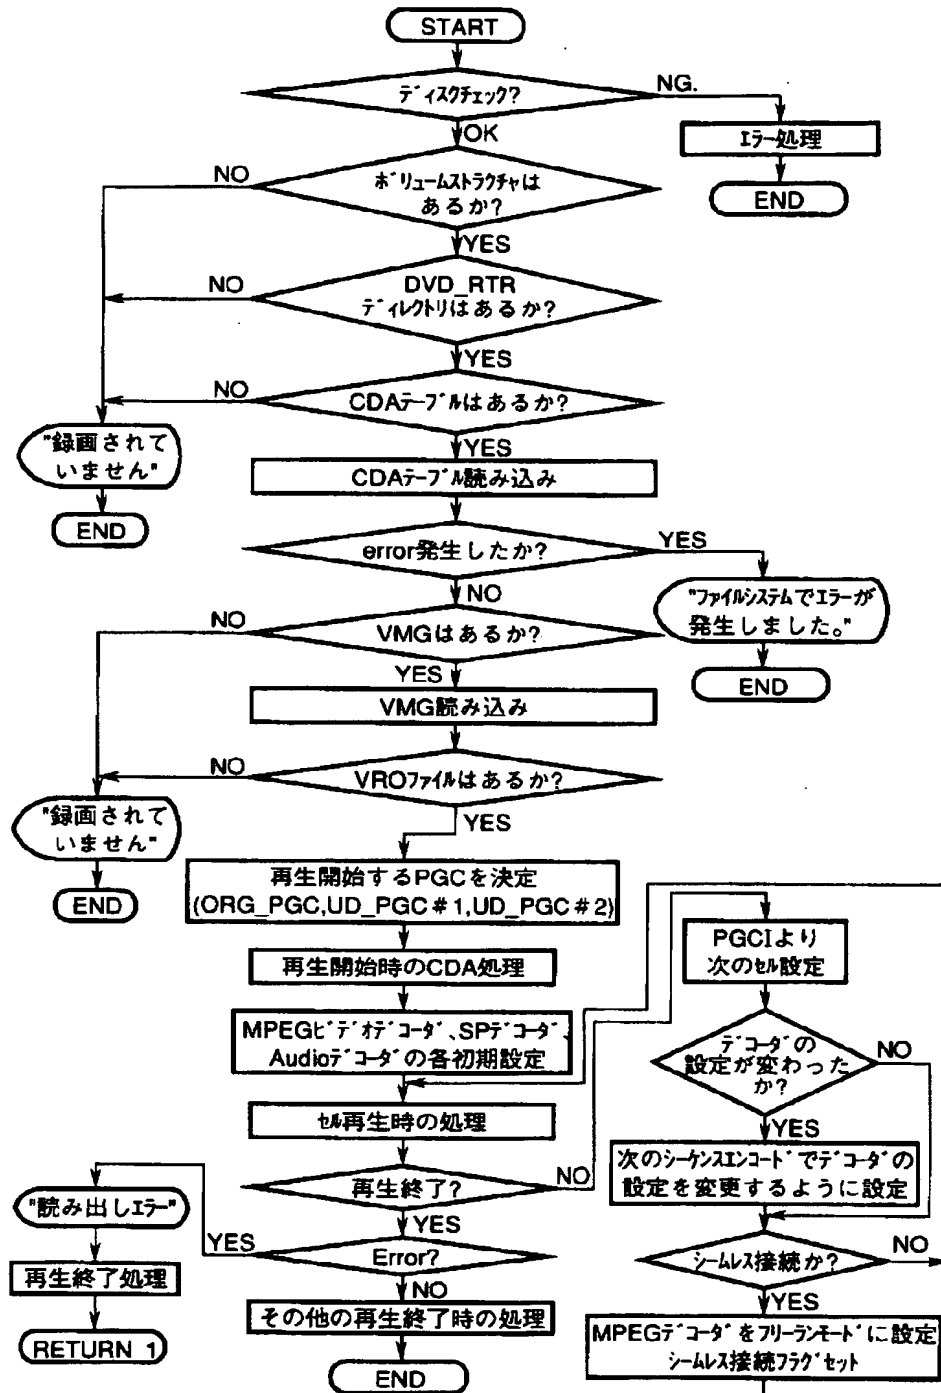 START
ディスクチェック?
NG.
エラー処理
END
OK
NO
ボリュームストラクチャは
あるか?
YES
NO
DVD_RTR
ディレクトリはあるか?
YES
NO
CDAテーブルはあるか?
"録画されて
いません"
END
YES
CDAテーブル読み込み
error発生したか?
YES
NO
"ファイルシステムでエラーが
発生しました。"
END
NO
VMGはあるか?
YES
VMG読み込み
NO
VROファイルはあるか?
"録画されて
いません"
END
YES
再生開始するPGCを決定
(ORG_PGC,UD_PGC#1,UD_PGC#2)
再生開始時のCDA処理
MPEGビデオデコーダ、SPデコーダ、
Audioデコーダの各初期設定
セル再生時の処理
再生終了?
NO
YES
Error?
YES
"読み出しエラー"
再生終了処理
RETURN 1
NO
その他の再生終了時の処理
END
PGCIより
次のセル設定
デコーダの
設定が変わった
か?
NO
YES
次のシーケンスエンコードでデコーダの
設定を変更するように設定
シームレス接続か?
NO
YES
MPEGデコーダをフリーランモードに設定
シームレス接続フラグセット